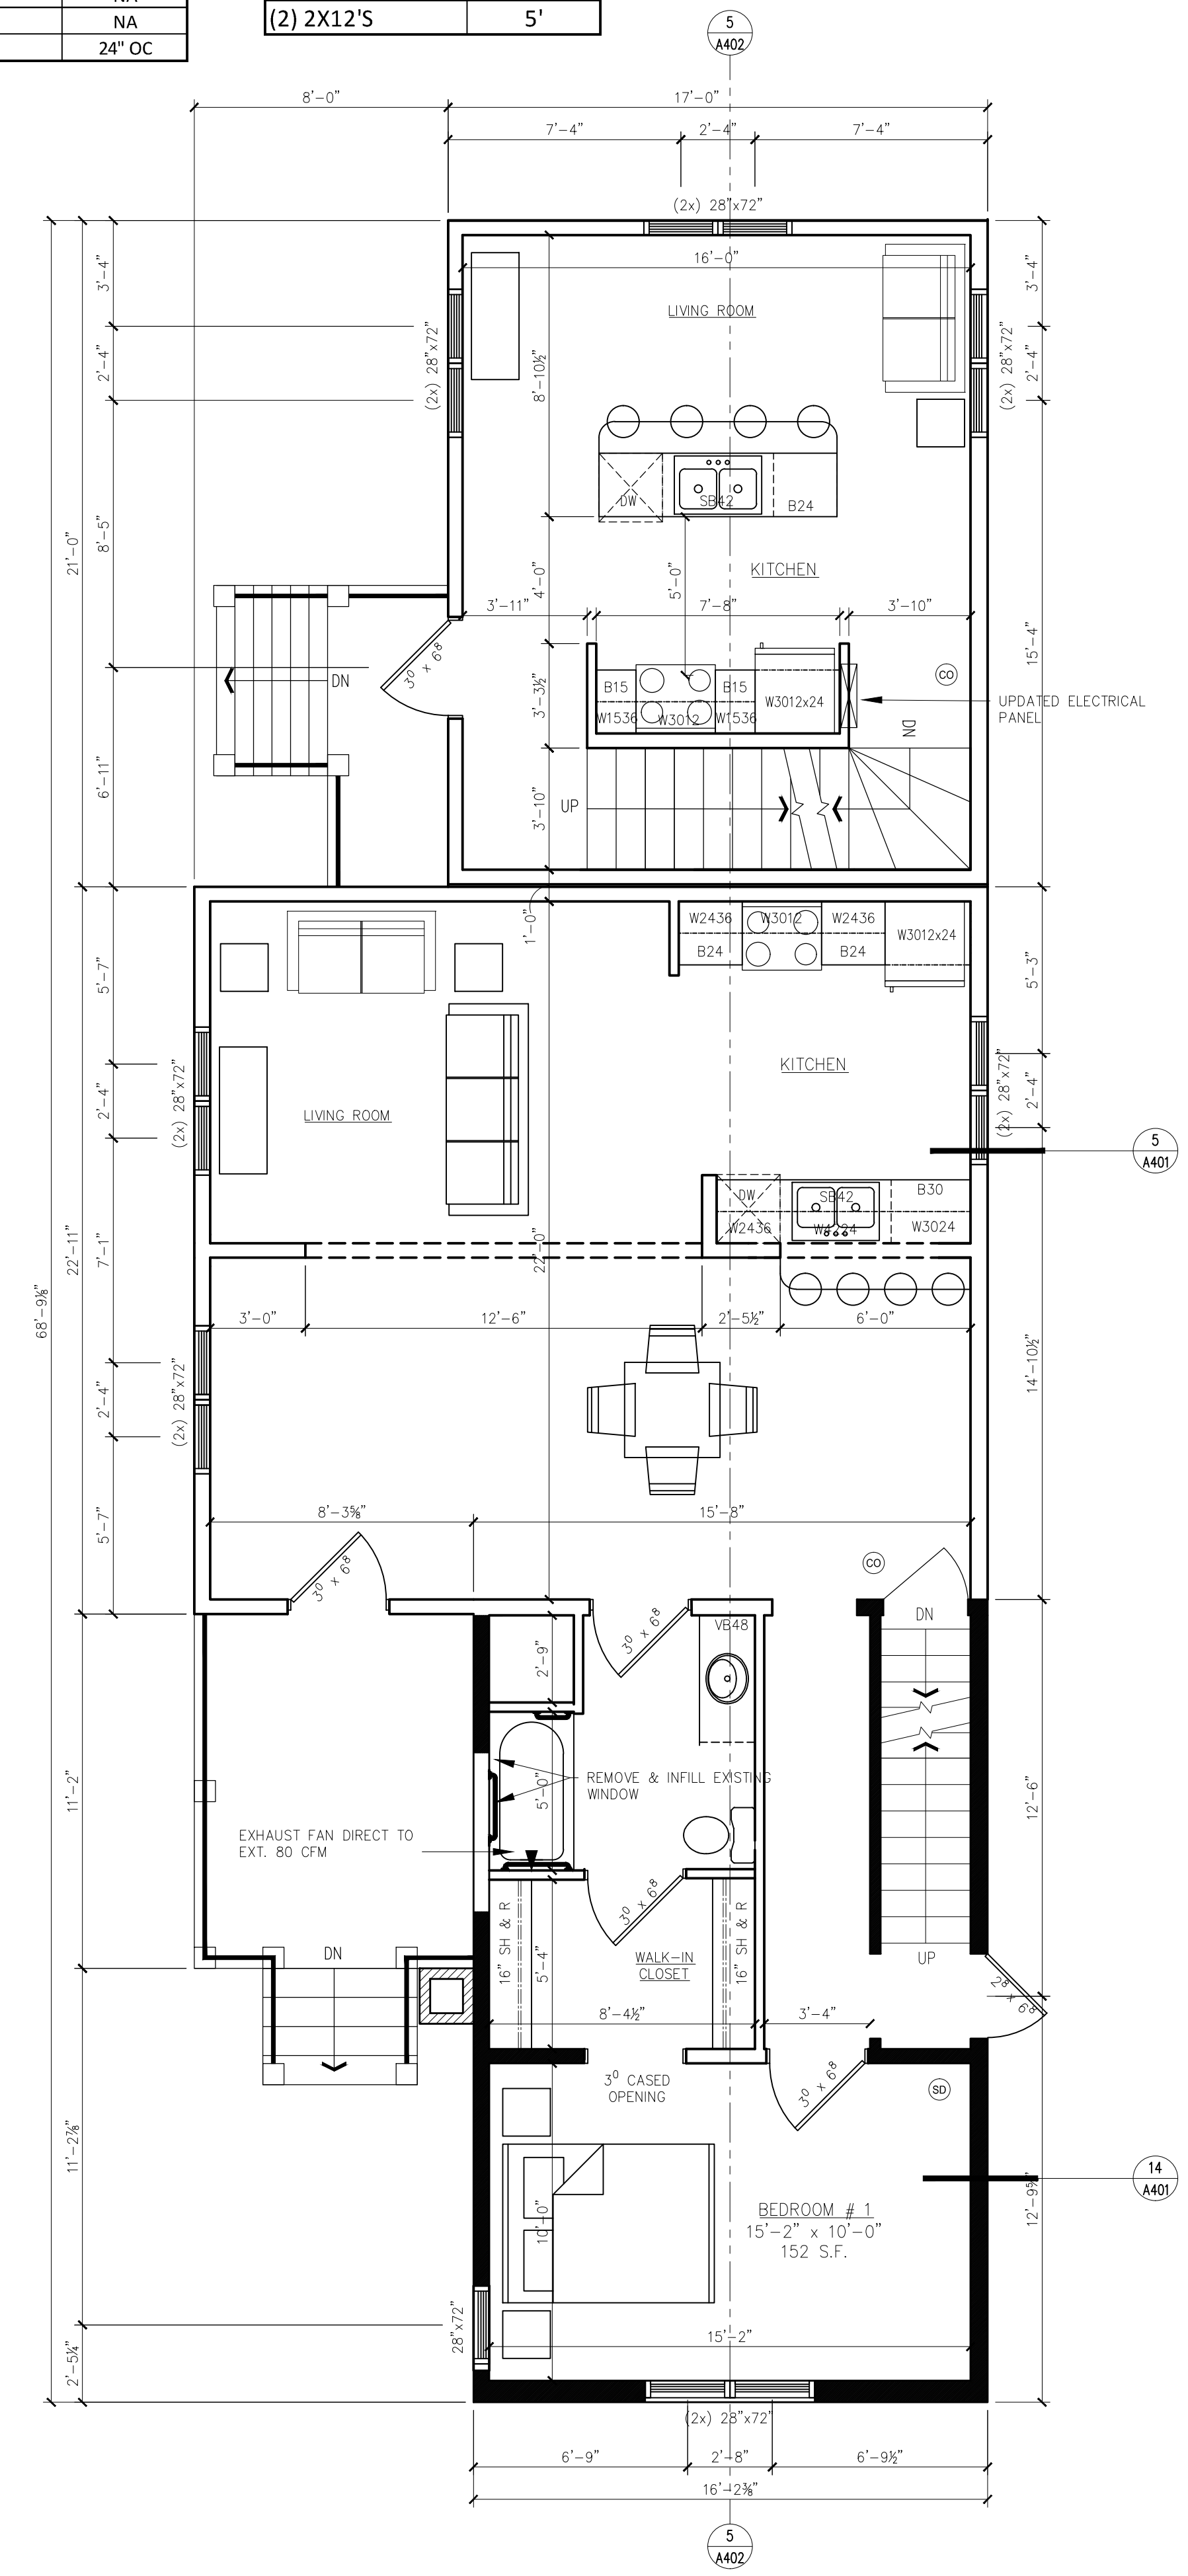 NA
NA
24" OC
(2) 2X12'S 5'
5
A402
8'-0" 17'-0"
7'-4" 2'-4" 7'-4"
(2x) 28"x72"
16'-0"
3'-4"
3'-4"
LIVING ROOM
(2x) 28"x72"
(2x) 28"x72"
2'-4"
2'-4"
8'-10½"
DW
SB42
B24
8'-5"
21'-0"
KITCHEN
4'-0"
5'-0"
3'-11" 7'-8" 3'-10"
15'-4"
3⁰ x 6⁸
DN
CO
B15
B15
W3012x24
W1536
W3012
W1536
3'-3½"
UPDATED ELECTRICAL
PANEL
DN
6'-11"
3'-10"
UP
1'-0"
W2436
W3012
W2436
B24
B24
W3012x24
5'-7"
5'-3"
KITCHEN
LIVING ROOM
(2x) 28"x72"
2'-4"
(2x) 28"x72"
2'-4"
5
A401
DW
SB42
B30
W2436
W3024
22'-11"
7'-1"
22'-0"
68'-9⅛"
3'-0" 12'-6" 2'-5½" 6'-0"
14'-10½"
(2x) 28"x72"
2'-4"
5'-7"
8'-3⅝" 15'-8"
3⁰ x 6⁸
CO
DN
3⁰ x 6⁸
VB48
2'-9"
REMOVE & INFILL EXISTING
WINDOW
5'-0"
11'-2"
12'-6"
EXHAUST FAN DIRECT TO
EXT. 80 CFM
3⁰ x 6⁸
16" SH & R
16" SH & R
DN
WALK-IN
CLOSET
5'-4"
UP
2⁸ x 6⁸
8'-4½" 3'-4"
3⁰ CASED
OPENING
3⁰ x 6⁸
SD
11'-2⅞"
14
A401
12'-9⅝"
10'-0"
BEDROOM # 1
15'-2" x 10'-0"
152 S.F.
28"x72"
15'-2"
2'-5¼"
(2x) 28"x72"
6'-9" 2'-8" 6'-9½"
16'-2⅜"
5
A402